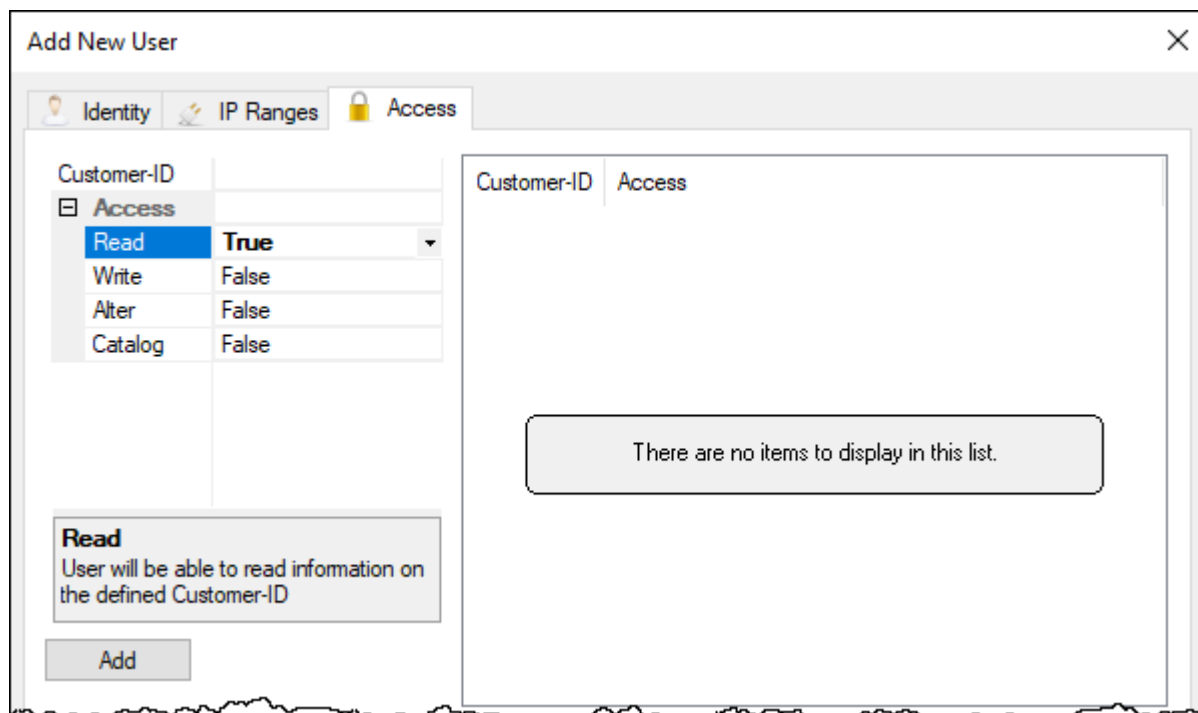 Add New User
Identity IP Ranges Access
Customer-ID
Access
Read True
Write False
Alter False
Catalog False
Read
User will be able to read information on
the defined Customer-ID
Add
Customer-ID Access
There are no items to display in this list.